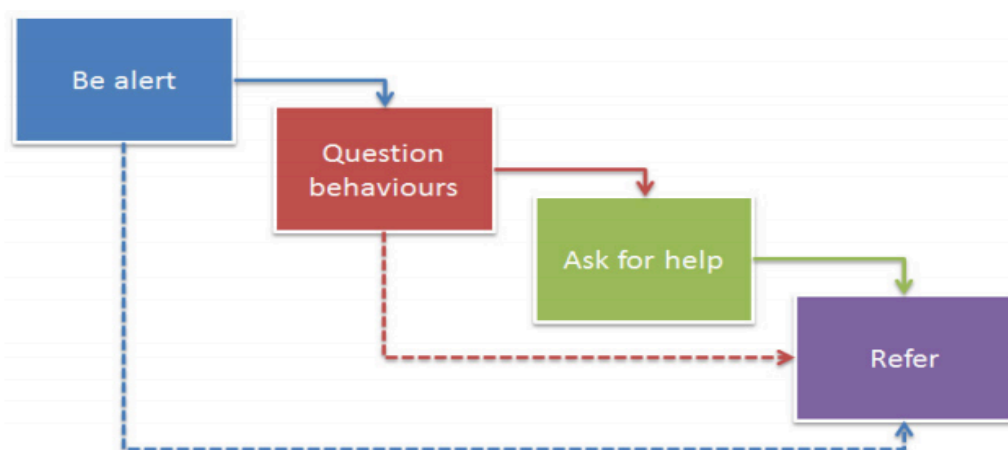 Be alert
Question
behaviours
Ask for help
Refer